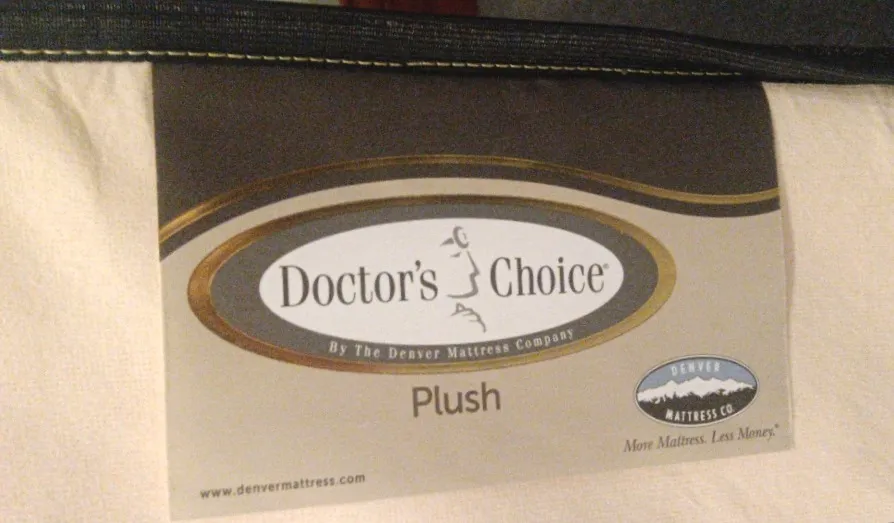 Doctor's Choice®
By The Denver Mattress Company
Plush
DENVER
MATTRESS CO.
More Mattress. Less Money.®
www.denvermattress.com